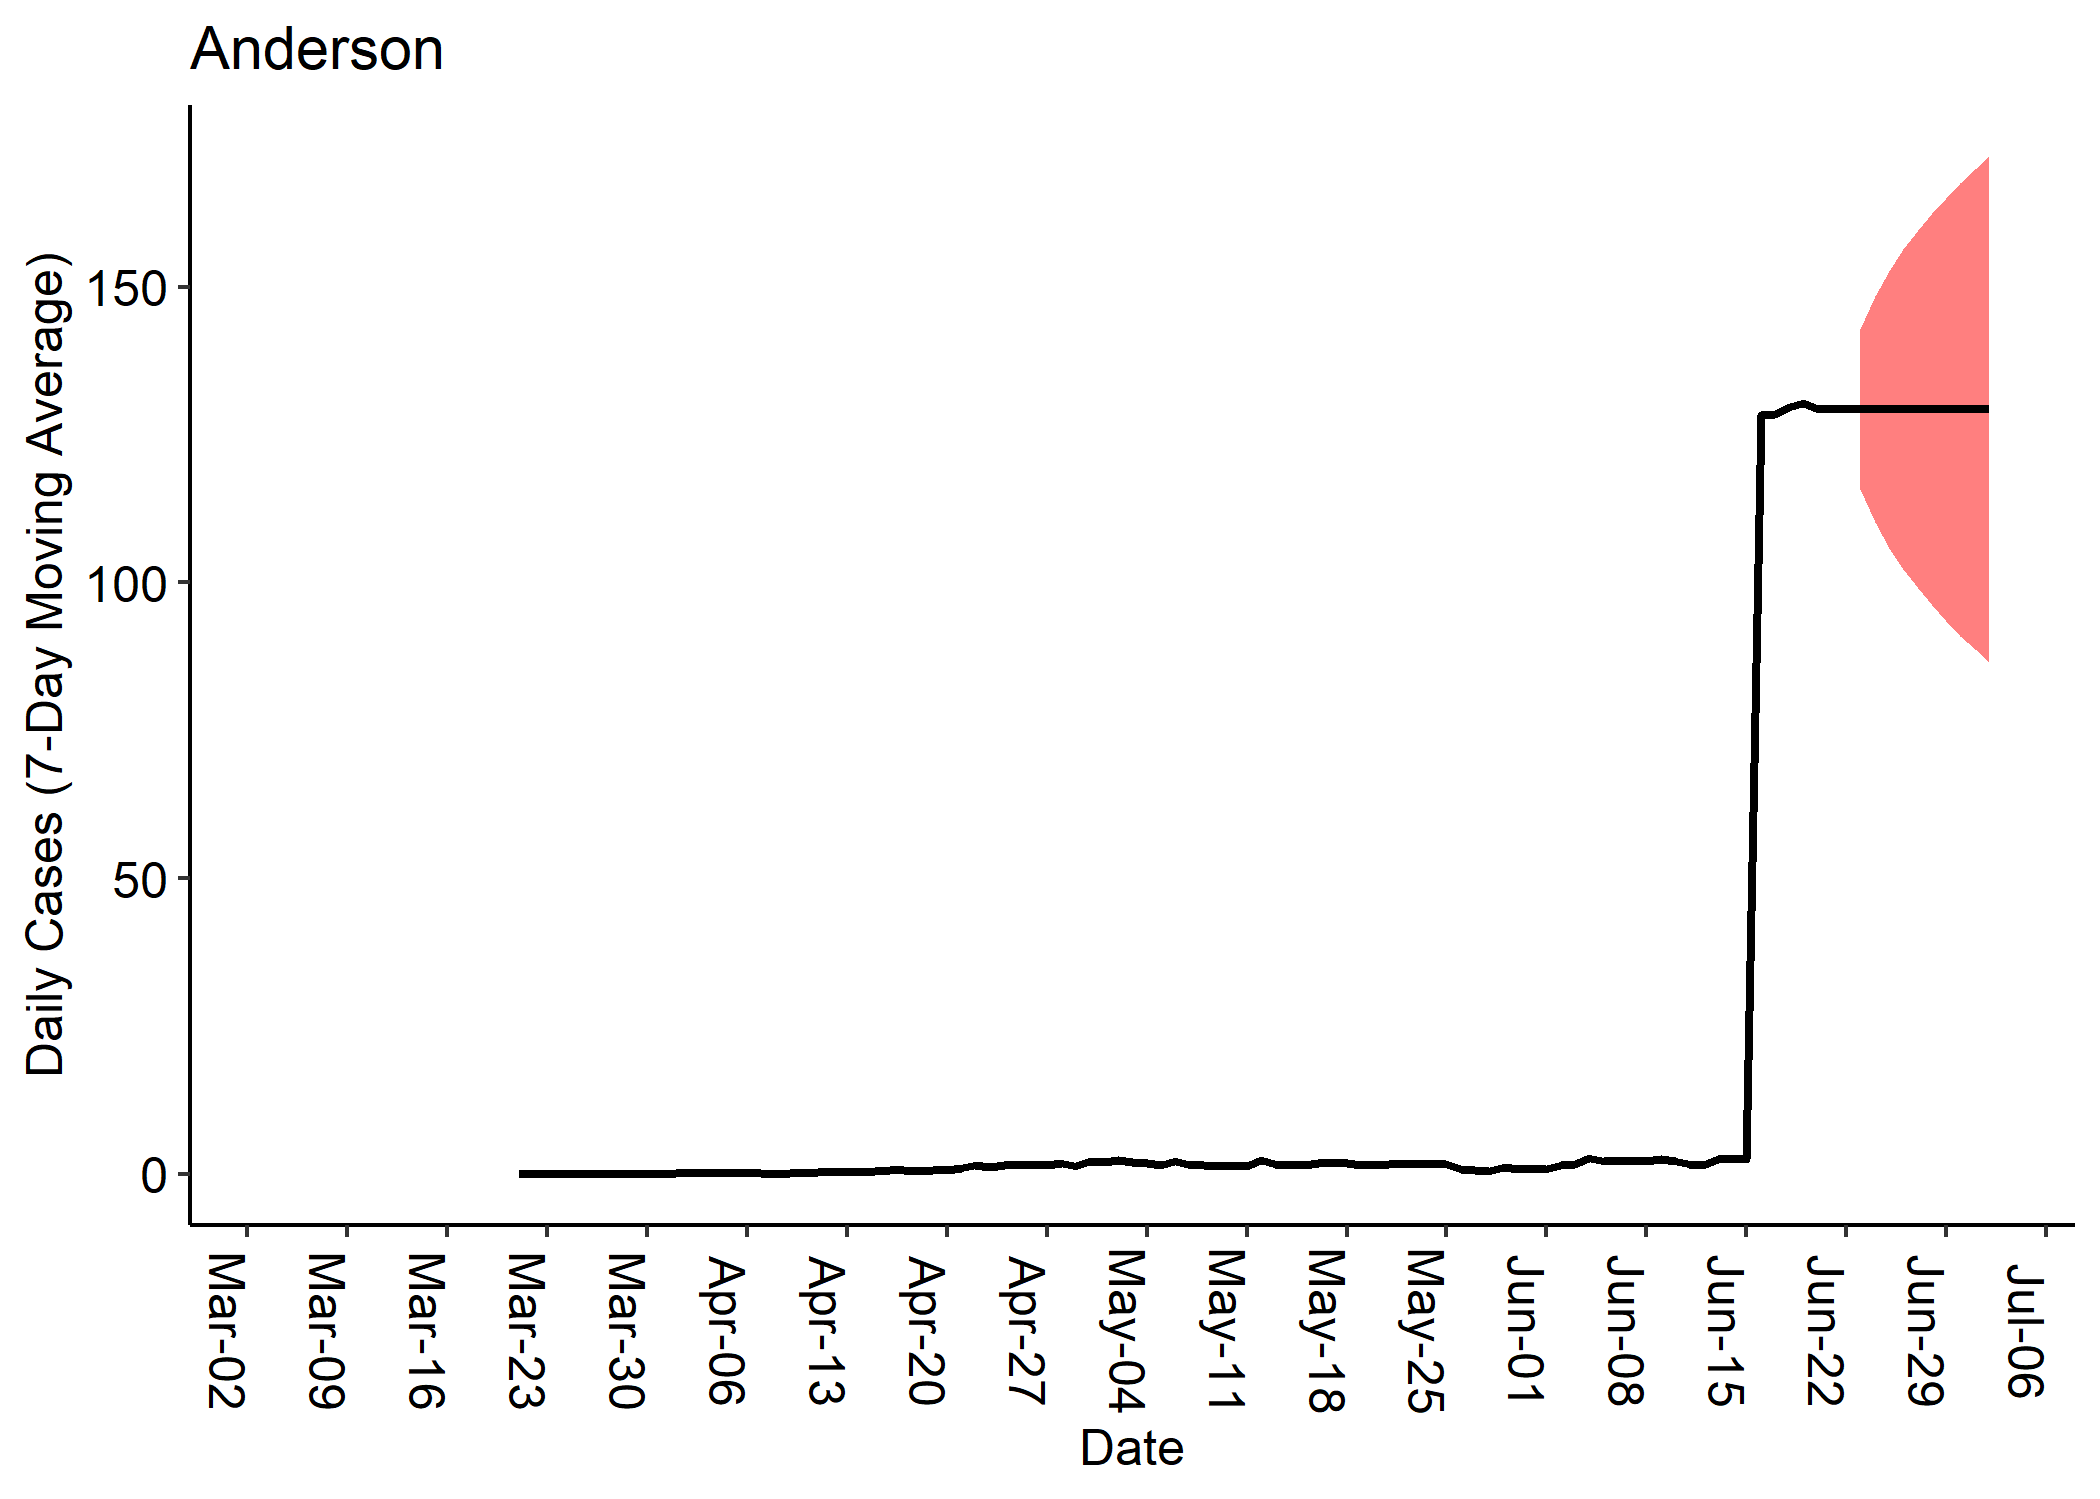 Anderson
Daily Cases (7-Day Moving Average)
150
100
50
0
Mar-02
Mar-09
Mar-16
Mar-23
Mar-30
Apr-06
Apr-13
Apr-20
Apr-27
May-04
May-11
May-18
May-25
Jun-01
Jun-08
Jun-15
Jun-22
Jun-29
Jul-06
Date